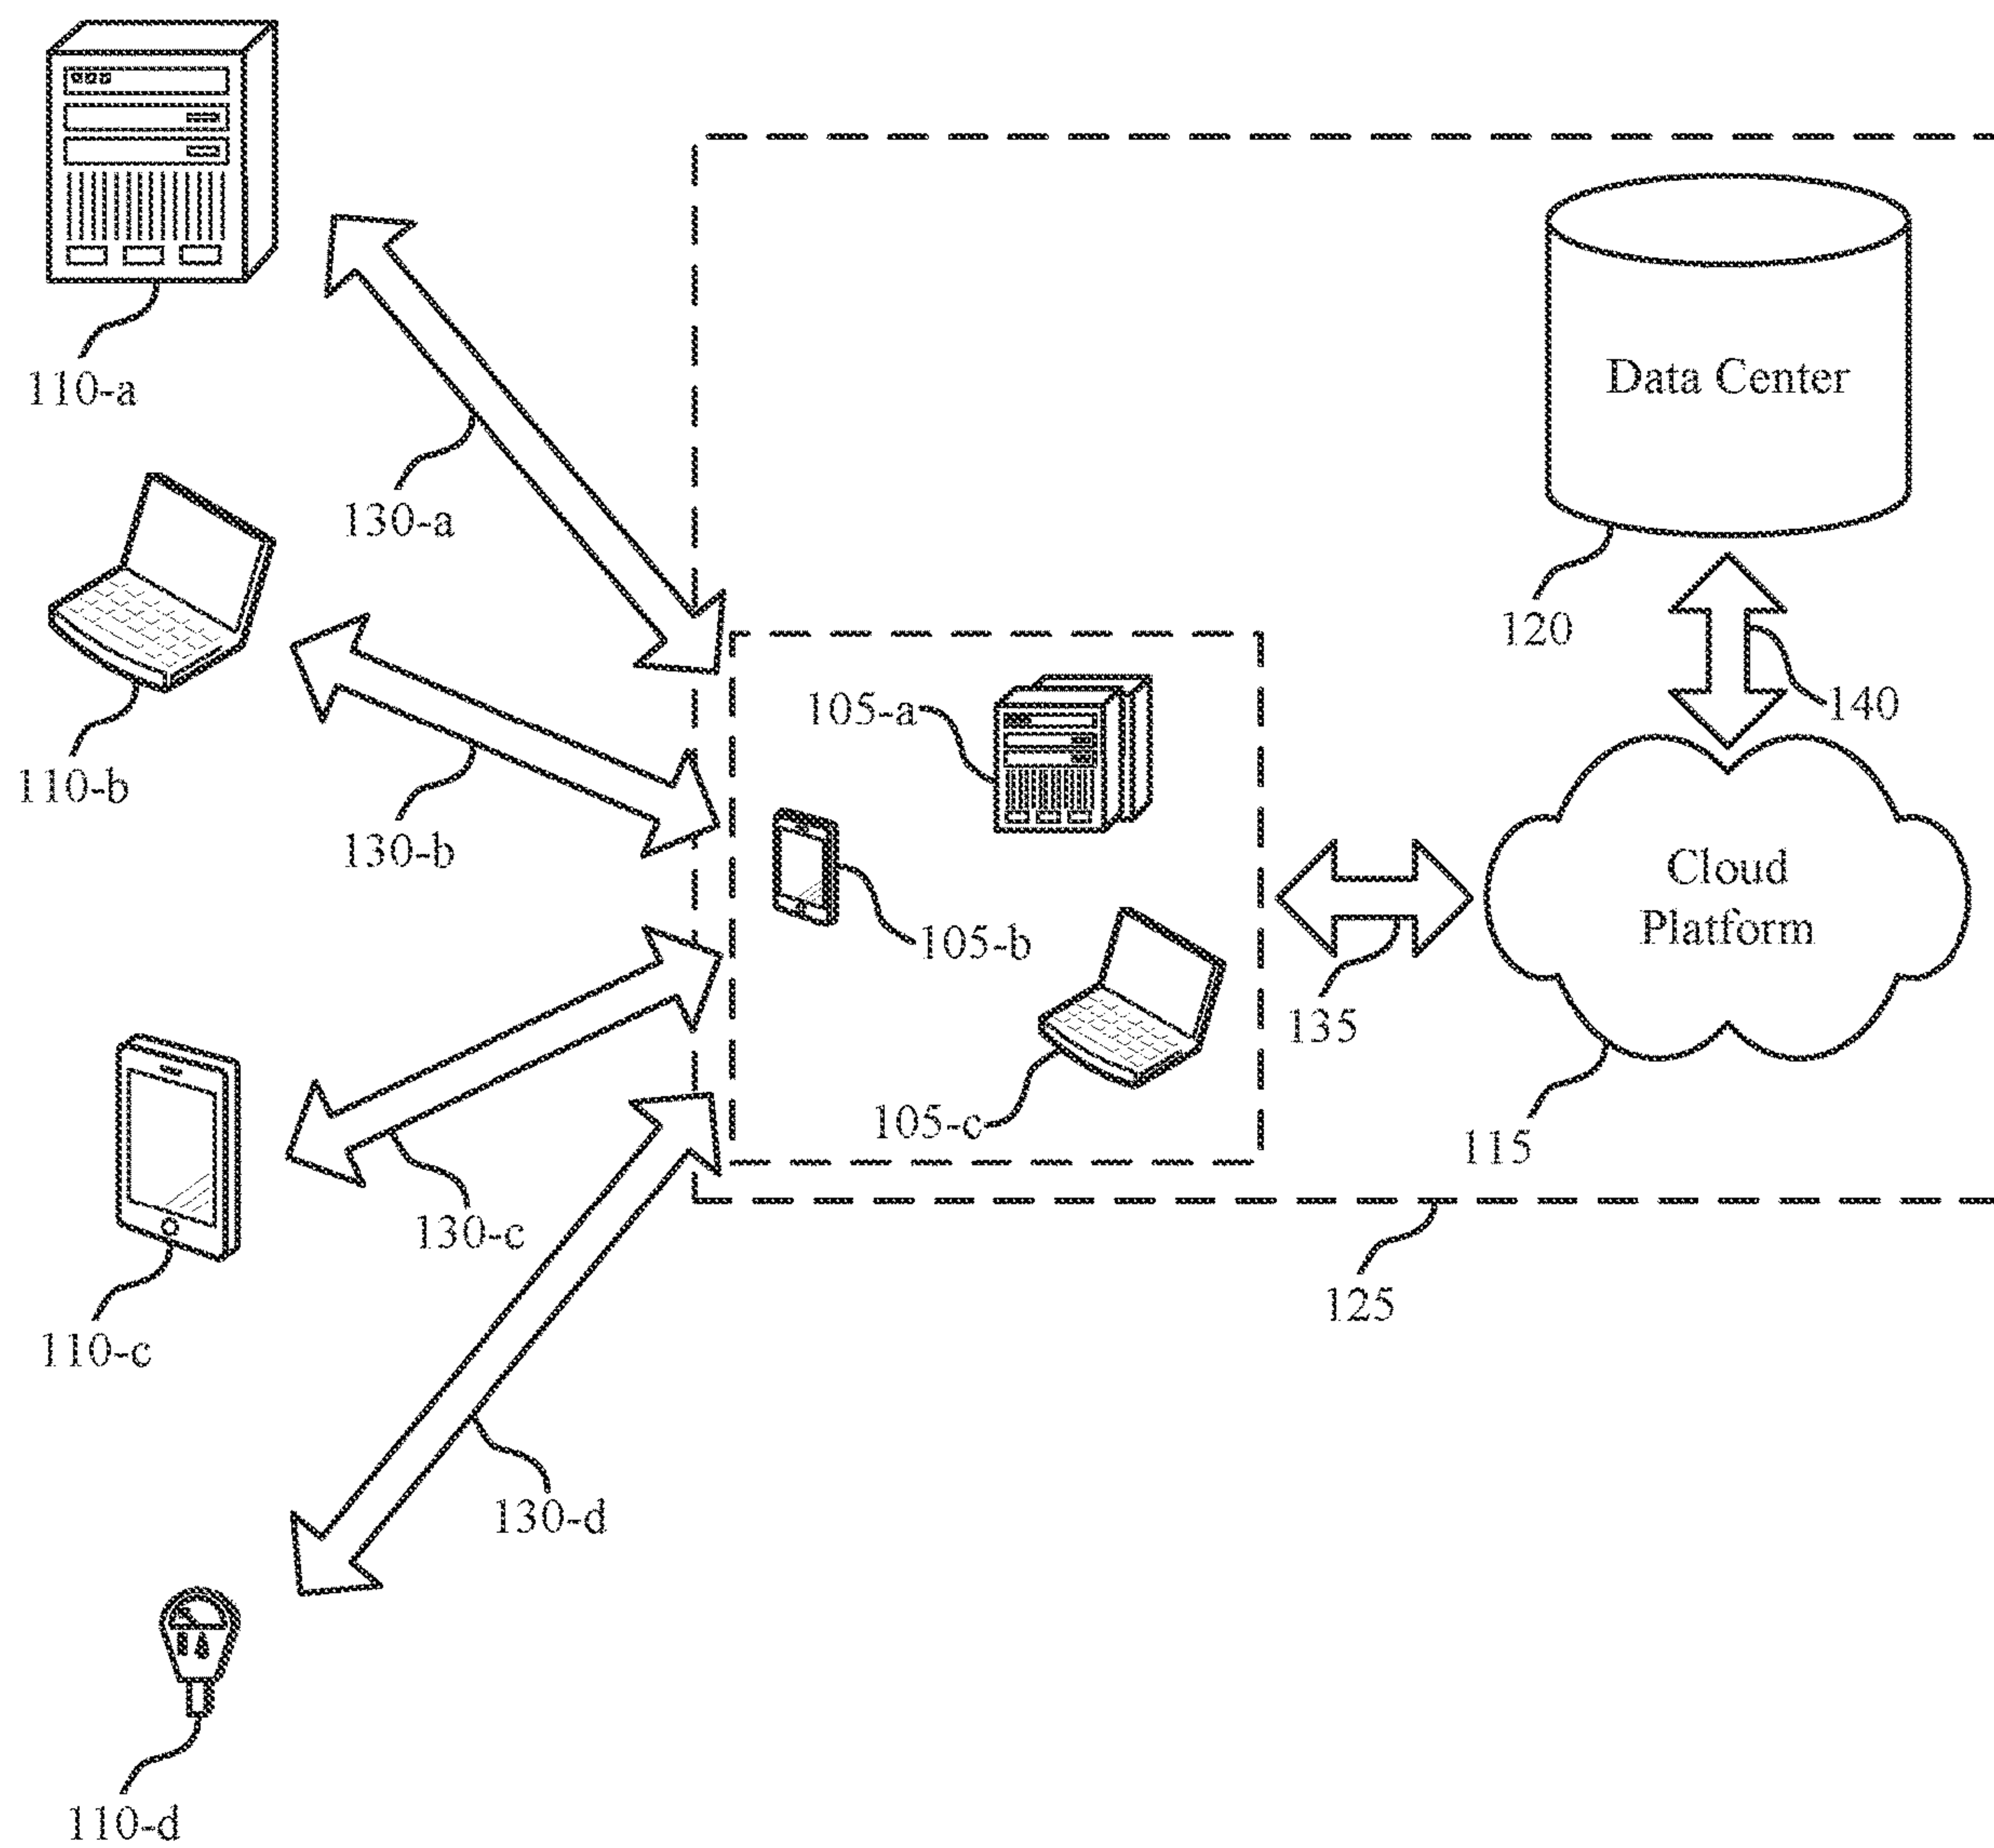 110-a
130-a
Data Center
120
140
110-b
130-b
105-a
105-b
105-c
Cloud
Platform
135
115
110-c
130-c
125
130-d
110-d